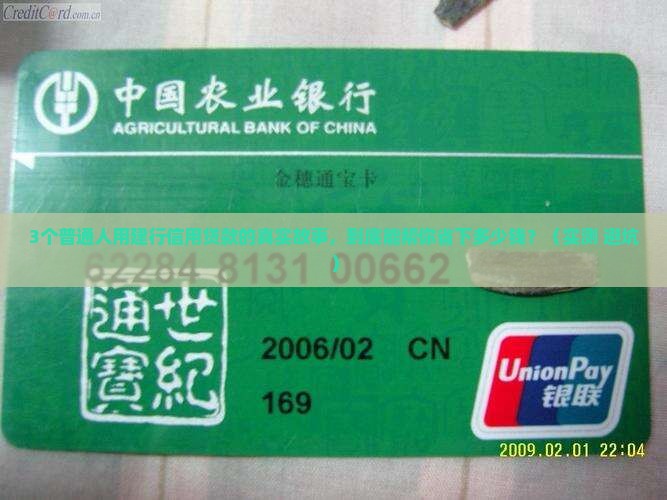 CreditCard.com.cn
中国农业银行
AGRICULTURAL BANK OF CHINA
金穗通宝卡
3个普通人用建行信用贷款的真实故事，到底能帮你省下多少钱？（实测 避坑
）
62284 8131 00662
世纪
通寶
2006/02 CN
169
UnionPay
银联
2009.02.01 22:04